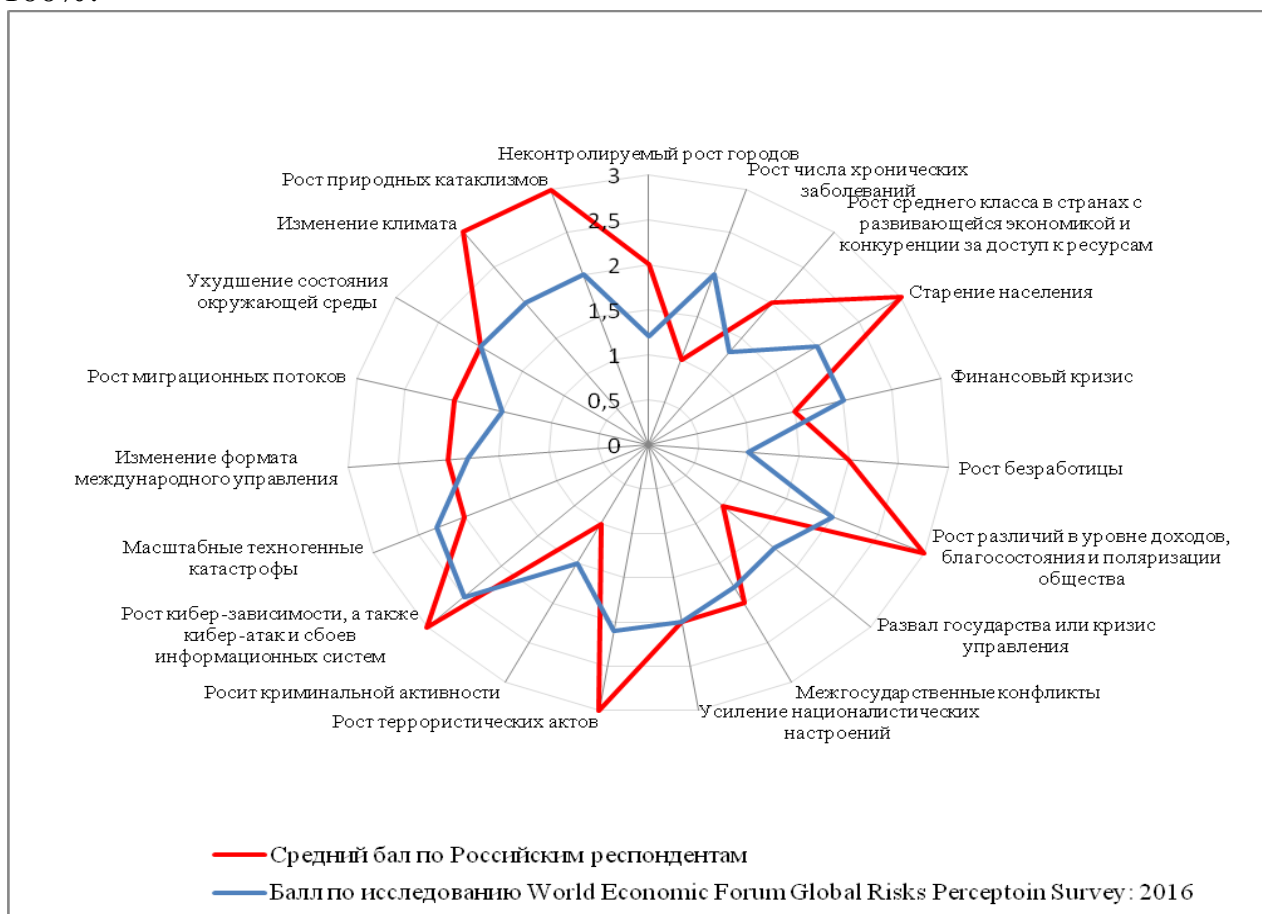 100%.
Неконтролируемый рост городов
Рост числа хронических
заболеваний
Рост среднего класса в странах с
развивающейся экономикой и
конкуренции за доступ к ресурсам
Старение населения
Финансовый кризис
Рост безработицы
Рост различий в уровне доходов,
благосостояния и поляризации
общества
Развал государства или кризис
управления
Межгосударственные конфликты
Усиление националистических
настроений
Рост террористических актов
Росит криминальной активности
Рост кибер-зависимости, а также
кибер-атак и сбоев
информационных систем
Масштабные техногенные
катастрофы
Изменение формата
международного управления
Рост миграционных потоков
Ухудшение состояния
окружающей среды
Изменение климата
Рост природных катаклизмов
3
2,5
2
1,5
1
0,5
0
Средний бал по Российским респондентам
Балл по исследованию World Economic Forum Global Risks Perceptoin Survey: 2016